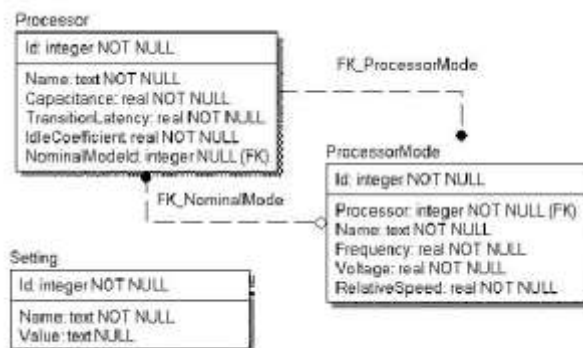 Processor
Id: integer NOT NULL
Name: text NOT NULL
Capacitance: real NOT NULL
TransitionLatency: real NOT NULL
IdleCoefficient: real NOT NULL
NominalModeId: integer NULL (FK)
FK_ProcessorMode
ProcessorMode
Id: integer NOT NULL
Processor: integer NOT NULL (FK)
Name: text NOT NULL
Frequency: real NOT NULL
Voltage: real NOT NULL
RelativeSpeed: real NOT NULL
FK_NominalMode
Setting
Id: integer NOT NULL
Name: text NOT NULL
Value: text NULL